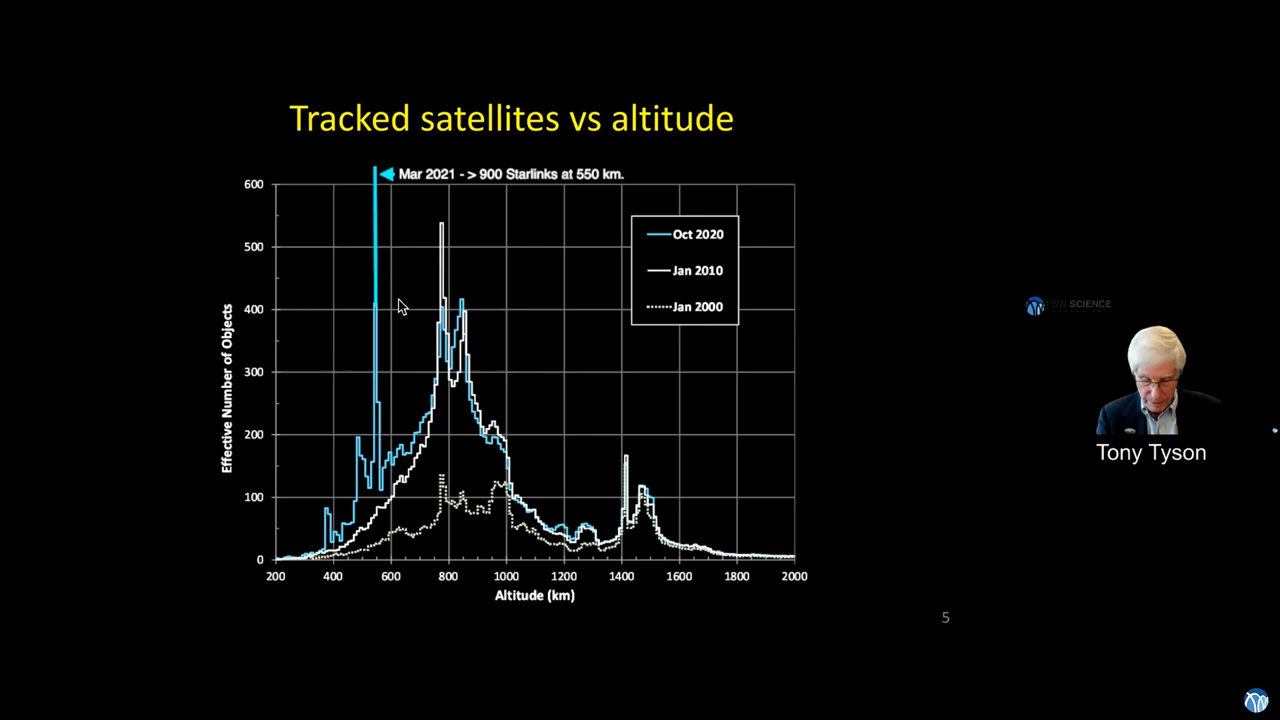 Tracked satellites vs altitude
Mar 2021 - > 900 Starlinks at 550 km.
600
500
400
300
200
100
0
Effective Number of Objects
Oct 2020
Jan 2010
Jan 2000
200 400 600 800 1000 1200 1400 1600 1800 2000
Altitude (km)
5
PSW SCIENCE
Tony Tyson